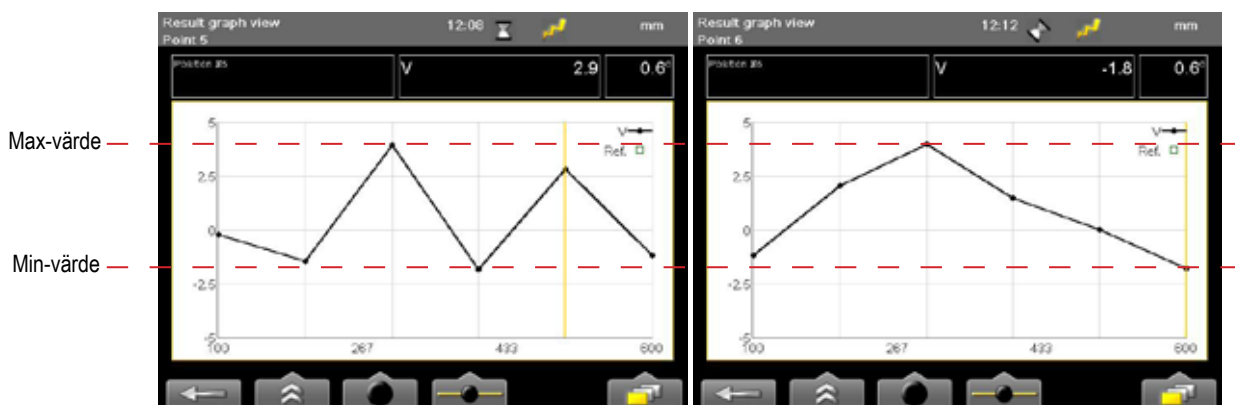 Result graph view
Point 5
12:08
mm
V
2.9
0.6°
5
2.5
0
-2.5
-5
100
267
433
600
V
Ref.
Result graph view
Point 6
12:12
mm
V
-1.8
0.6°
5
2.5
0
-2.5
-5
100
267
433
600
V
Ref.
Max-värde
Min-värde